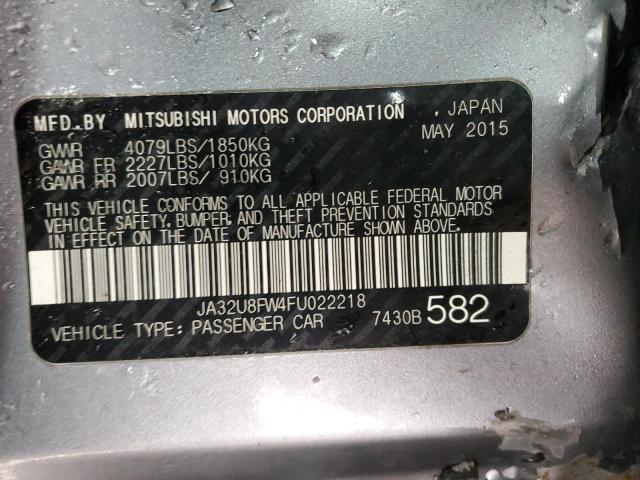 MFD.BY MITSUBISHI MOTORS CORPORATION , JAPAN
MAY 2015
GVWR 4079LBS/1850KG
GAWR FR 2227LBS/1010KG
GAWR RR 2007LBS/ 910KG
THIS VEHICLE CONFORMS TO ALL APPLICABLE FEDERAL MOTOR
VEHICLE SAFETY, BUMPER, AND THEFT PREVENTION STANDARDS
IN EFFECT ON THE DATE OF MANUFACTURE SHOWN ABOVE.
JA32U8FW4FU022218
VEHICLE TYPE: PASSENGER CAR 7430B 582